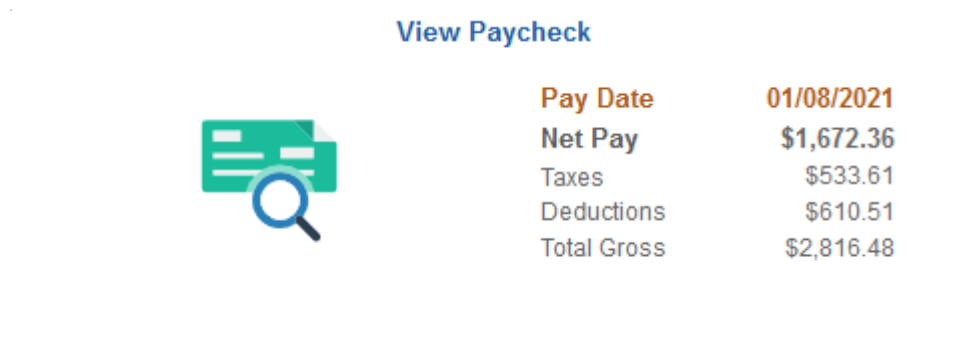 View Paycheck
Pay Date 01/08/2021
Net Pay $1,672.36
Taxes $533.61
Deductions $610.51
Total Gross $2,816.48